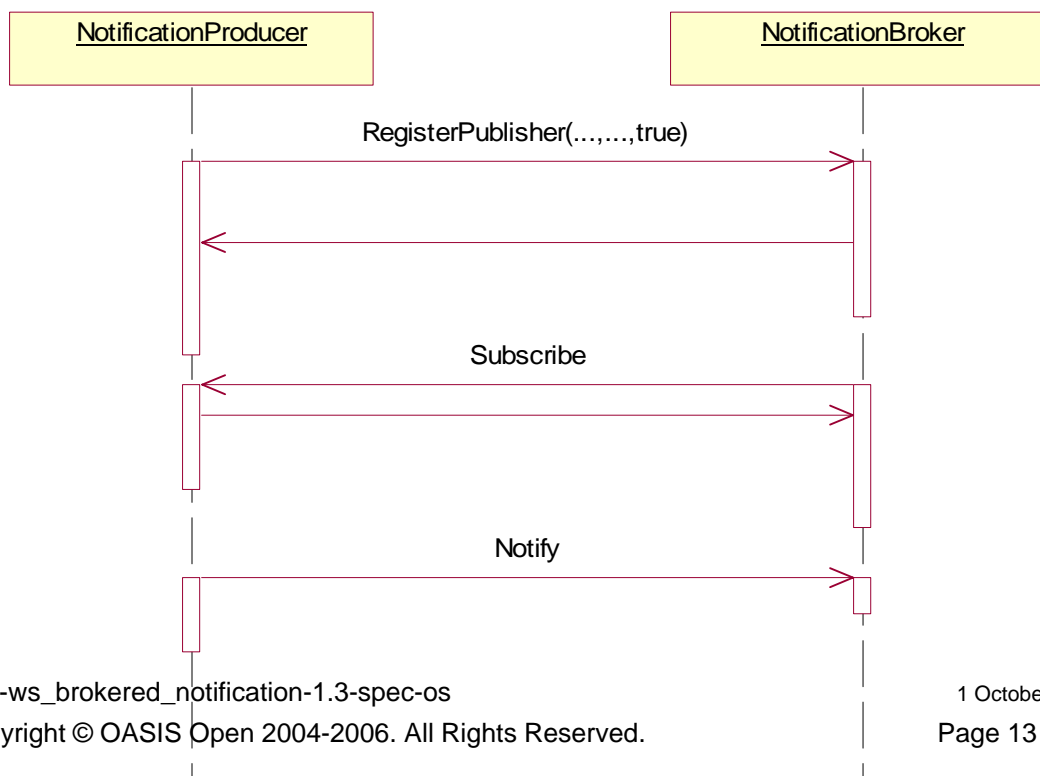 NotificationProducer
NotificationBroker
RegisterPublisher(...,...,true)
Subscribe
Notify
-ws_brokered_notification-1.3-spec-os
1 Octobe
yright © OASIS Open 2004-2006. All Rights Reserved.
Page 13